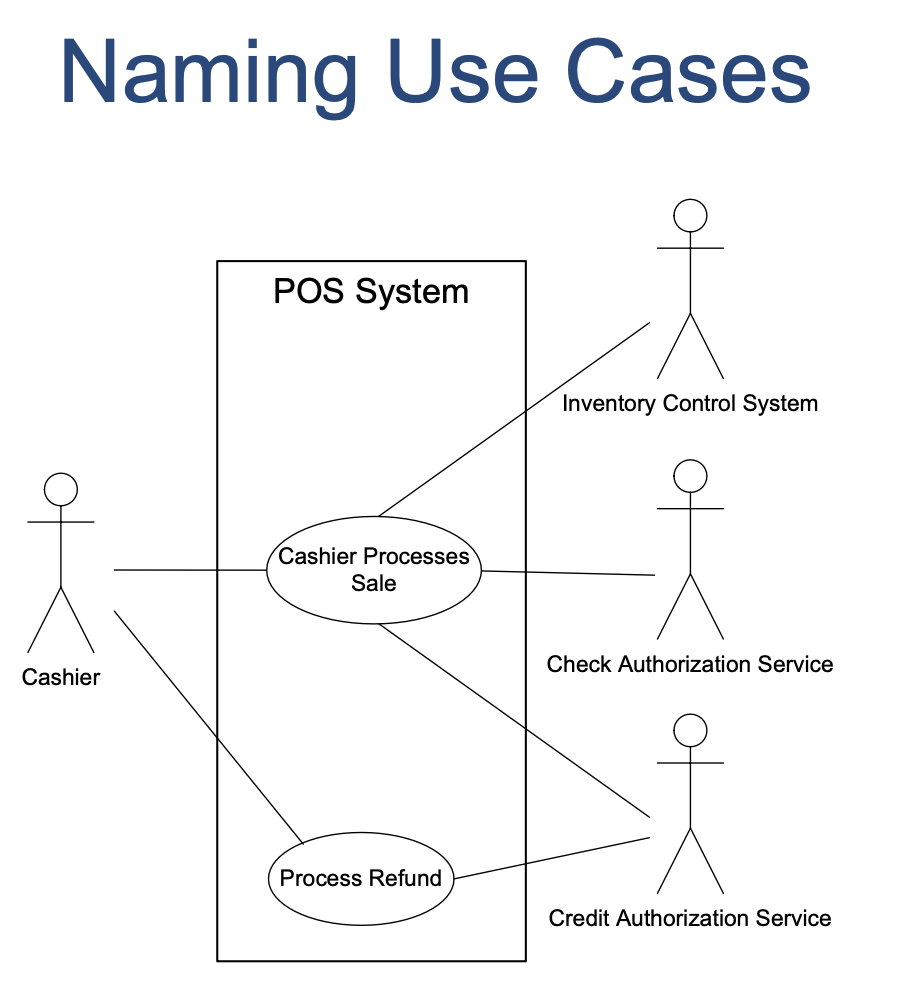 Naming Use Cases
POS System
Inventory Control System
Cashier Processes
Sale
Check Authorization Service
Cashier
Process Refund
Credit Authorization Service